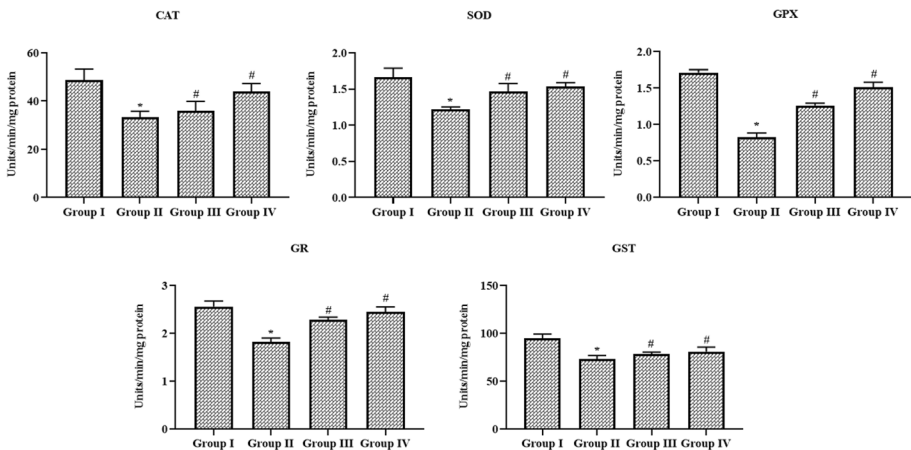 CAT
Units/min/mg protein
60
40
20
0
*
#
#
Group I Group II Group III Group IV
SOD
Units/min/mg protein
2.0
1.5
1.0
0.5
0.0
*
#
#
Group I Group II Group III Group IV
GPX
Units/min/mg protein
2.0
1.5
1.0
0.5
0.0
*
#
#
Group I Group II Group III Group IV
GR
Units/min/mg protein
3
2
1
0
*
#
#
Group I Group II Group III Group IV
GST
Units/min/mg protein
150
100
50
0
*
#
#
Group I Group II Group III Group IV